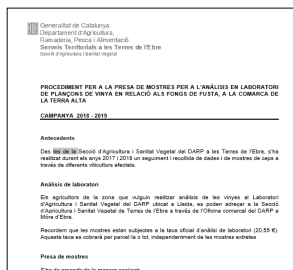 Generalitat de Catalunya
Departament d'Agricultura,
Ramaderia, Pesca i Alimentació
Serveis Territorials a les Terres de l'Ebre
Secció d'Agricultura i Sanitat Vegetal
PROCEDIMENT PER A LA PRESA DE MOSTRES PER A L'ANÀLISIS EN LABORATORI
DE PLANÇONS DE VINYA EN RELACIÓ ALS FONGS DE FUSTA, A LA COMARCA DE
LA TERRA ALTA
CAMPANYA 2018 - 2019
Antecedents
Des les de la Secció d'Agricultura i Sanitat Vegetal del DARP a les Terres de l'Ebre, s'ha
realitzat durant els anys 2017 i 2018 un seguiment i recollida de dades i de mostres de ceps a
través de diferents viticultors afectats.
Anàlisis de laboratori
Els agricultors de la zona que vulguin realitzar anàlisis de les vinyes al Laboratori
d'Agricultura i Sanitat Vegetal del DARP ubicat a Lleida, es poden adreçar a la Secció
d'Agricultura i Sanitat Vegetal de Terres de l'Ebre a través de l'Oficina comarcal del DARP a
Móra d'Ebre.
Recordem que les mostres estan subjectes a la taxa oficial d'anàlisi de laboratori (20,55 €).
Aquesta taxa es cobrarà per parcel·la o lot, independentment de les mostres extretes
Presa de mostres